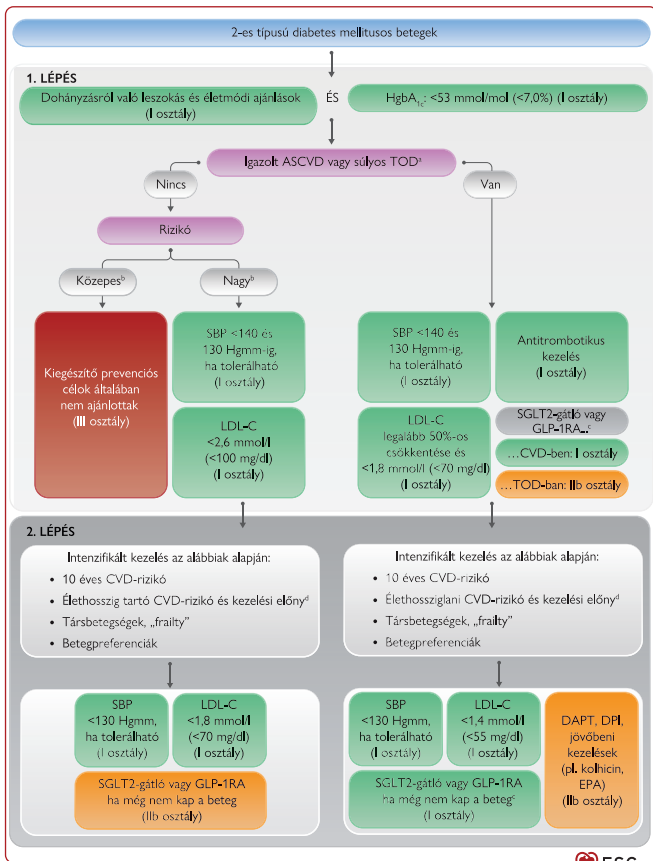 2-es típusú diabetes mellitusos betegek
1. LÉPÉS
Dohányzásról való leszokás és életmódi ajánlások
(I osztály)
ÉS
HgbA1c: <53 mmol/mol (<7,0%) (I osztály)
Igazolt ASCVD vagy súlyos TODa
Nincs
Van
Rizikó
Közepesb
Nagyb
Kiegészítő prevenciós
célok általában
nem ajánlottak
(III osztály)
SBP <140 és
130 Hgmm-ig,
ha tolerálható
(I osztály)
LDL-C
<2,6 mmol/l
(<100 mg/dl)
(I osztály)
SBP <140 és
130 Hgmm-ig,
ha tolerálható
(I osztály)
LDL-C
legalább 50%-os
csökkentése és
<1,8 mmol/l (<70 mg/dl)
(I osztály)
Antitrombotikus
kezelés
(I osztály)
SGLT2-gátló vagy
GLP-1RA...c
...CVD-ben: I osztály
...TOD-ban: IIb osztály
2. LÉPÉS
Intenzifikált kezelés az alábbiak alapján:
• 10 éves CVD-rizikó
• Élethosszig tartó CVD-rizikó és kezelési előnyd
• Társbetegségek, „frailty”
• Betegpreferenciák
Intenzifikált kezelés az alábbiak alapján:
• 10 éves CVD-rizikó
• Élethossziglani CVD-rizikó és kezelési előnyd
• Társbetegségek, „frailty”
• Betegpreferenciák
SBP
<130 Hgmm,
ha tolerálható
(I osztály)
LDL-C
<1,8 mmol/l
(<70 mg/dl)
(I osztály)
SGLT2-gátló vagy GLP-1RA
ha még nem kap a beteg
(IIb osztály)
SBP
<130 Hgmm,
ha tolerálható
(I osztály)
LDL-C
<1,4 mmol/l
(<55 mg/dl)
(I osztály)
SGLT2-gátló vagy GLP-1RA
ha még nem kap a betegc
(I osztály)
DAPT, DPI,
jövőbeni
kezelések
(pl. kolhicin,
EPA)
(IIb osztály)
ESC